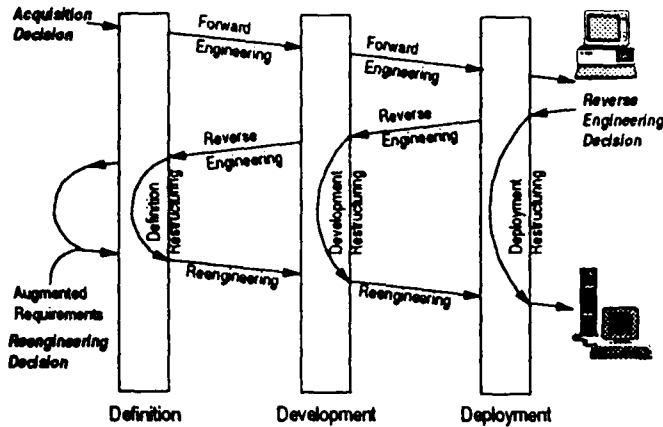 Acquisition
Decision
Forward
Engineering
Forward
Engineering
Reverse
Engineering
Decision
Reverse
Engineering
Reverse
Engineering
Definition
Restructuring
Development
Restructuring
Deployment
Restructuring
Reengineering
Reengineering
Augmented
Requirements
Reengineering
Decision
Definition
Development
Deployment